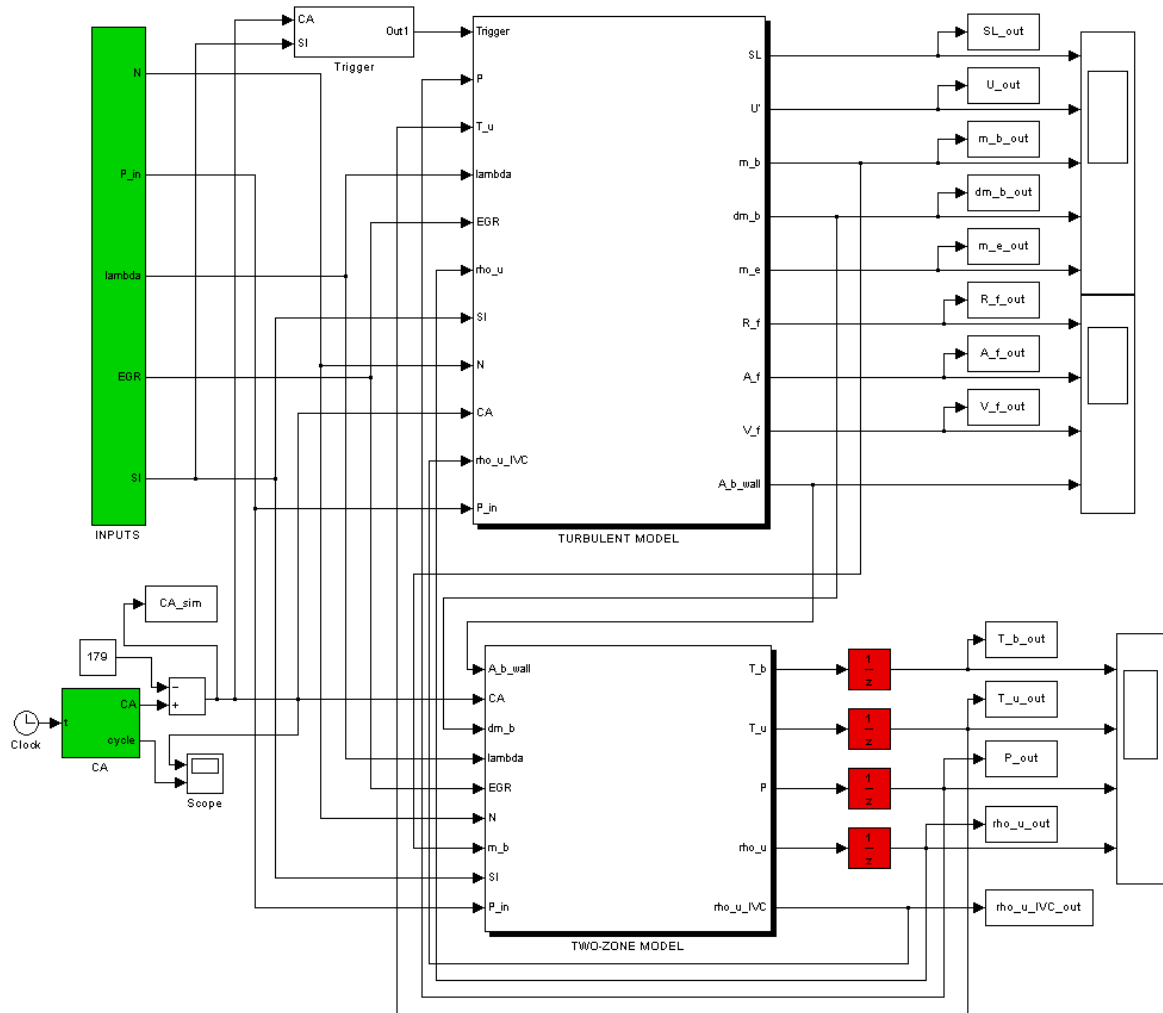 CA
SI
Out1
Trigger
N
P_in
lambda
EGR
SI
INPUTS
Trigger
P
T_u
lambda
EGR
rho_u
SI
N
CA
rho_u_IVC
P_in
SL
U'
m_b
dm_b
m_e
R_f
A_f
V_f
A_b_wall
TURBULENT MODEL
SL_out
U_out
m_b_out
dm_b_out
m_e_out
R_f_out
A_f_out
V_f_out
CA_sim
179
−
+
Clock
t
CA
cycle
CA
Scope
A_b_wall
CA
dm_b
lambda
EGR
N
m_b
SI
P_in
T_b
T_u
P
rho_u
rho_u_IVC
TWO-ZONE MODEL
1
z
1
z
1
z
1
z
T_b_out
T_u_out
P_out
rho_u_out
rho_u_IVC_out